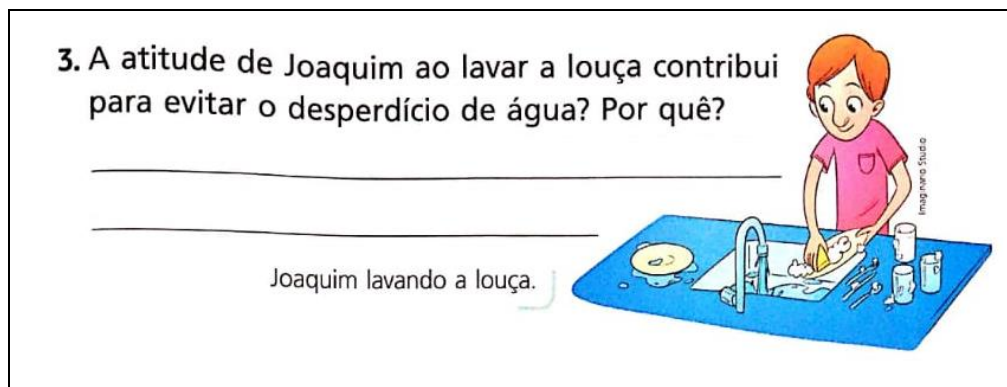 3. A atitude de Joaquim ao lavar a louça contribui
para evitar o desperdício de água? Por quê?
Imaginario Studio
Joaquim lavando a louça.